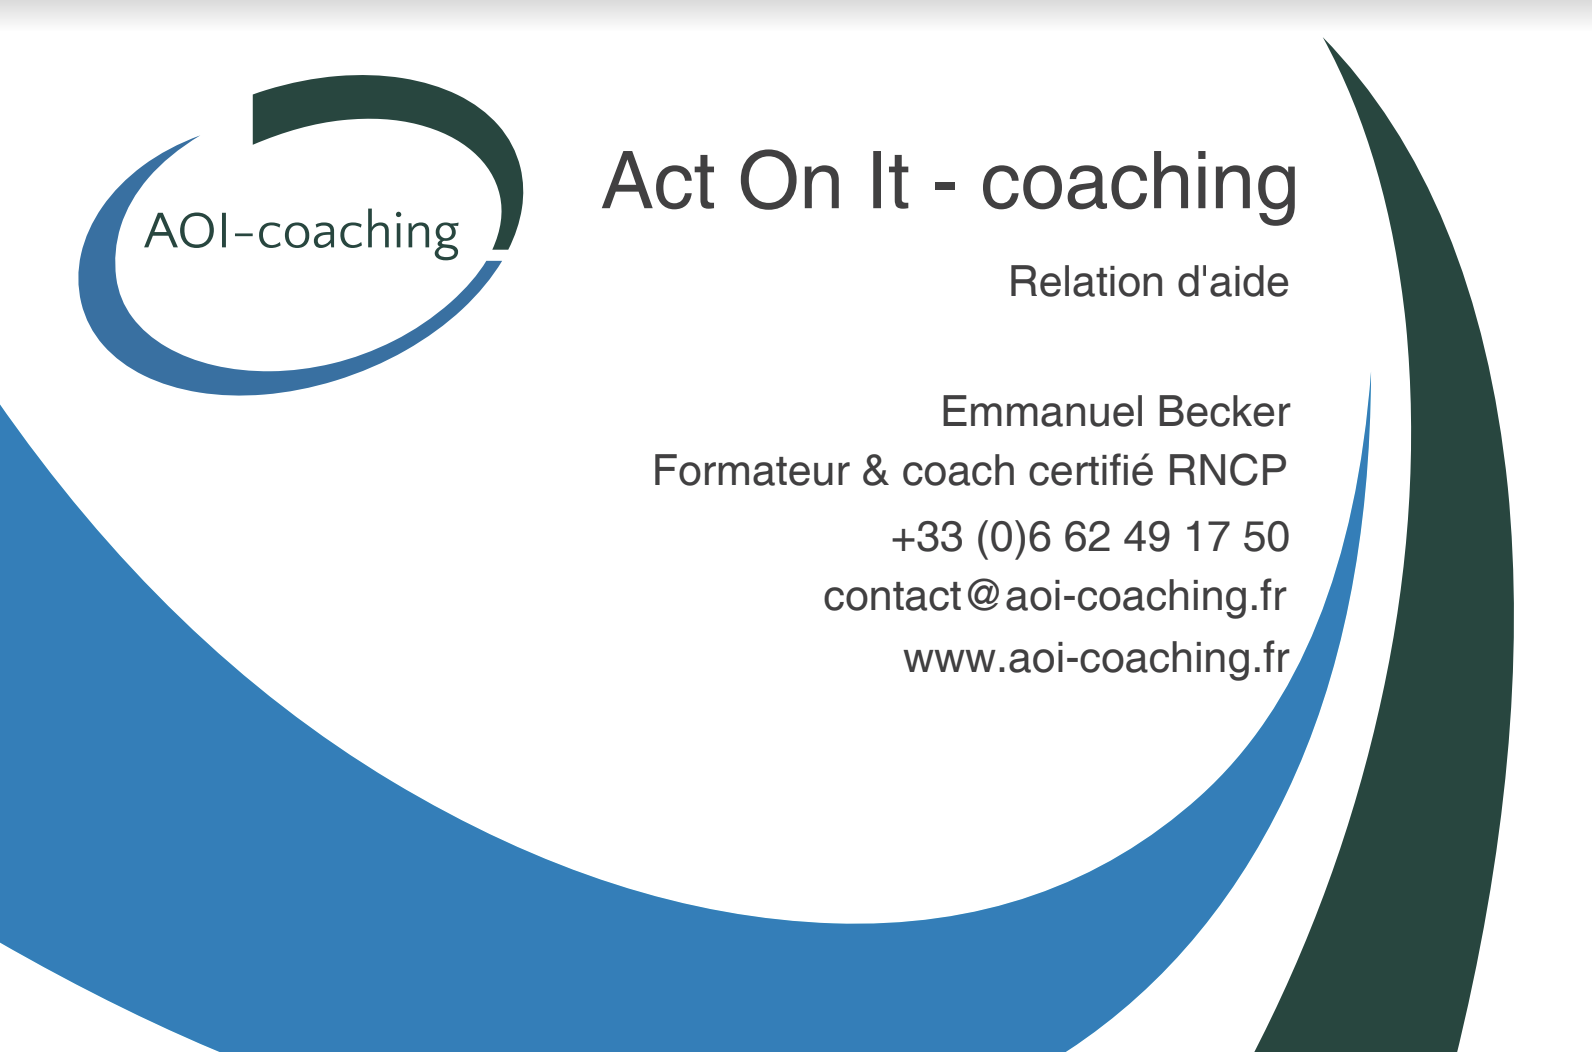 AOI-coaching
Act On It - coaching
Relation d'aide
Emmanuel Becker
Formateur & coach certifié RNCP
+33 (0)6 62 49 17 50
contact@aoi-coaching.fr
www.aoi-coaching.fr